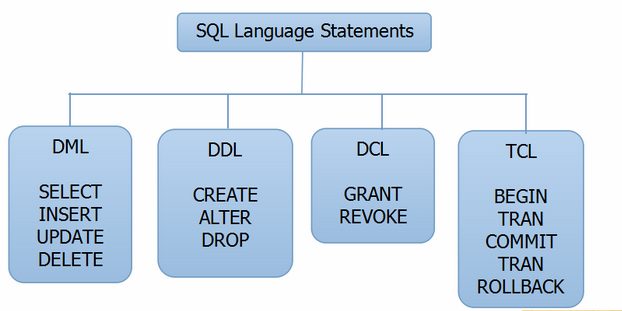 SQL Language Statements
DML
SELECT
INSERT
UPDATE
DELETE
DDL
CREATE
ALTER
DROP
DCL
GRANT
REVOKE
TCL
BEGIN
TRAN
COMMIT
TRAN
ROLLBACK